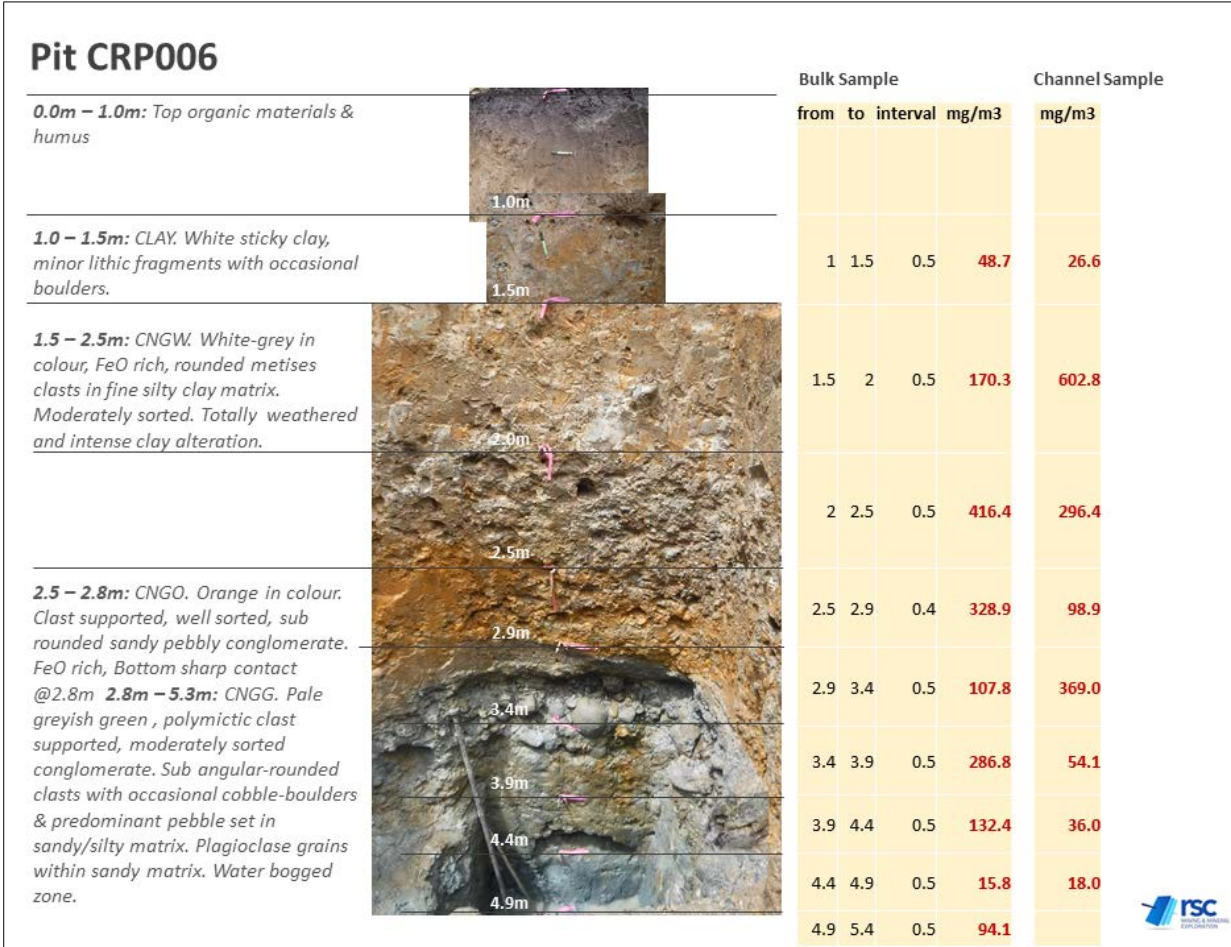 Pit CRP006
Bulk Sample
Channel Sample
from to interval mg/m3
mg/m3
0.0m – 1.0m: Top organic materials &
humus
1.0m
1.0 – 1.5m: CLAY. White sticky clay,
minor lithic fragments with occasional
boulders.
1 1.5 0.5 48.7 26.6
1.5m
1.5 – 2.5m: CNGW. White-grey in
colour, FeO rich, rounded metises
clasts in fine silty clay matrix.
Moderately sorted. Totally weathered
and intense clay alteration.
1.5 2 0.5 170.3 602.8
2.0m
2 2.5 0.5 416.4 296.4
2.5m
2.5 – 2.8m: CNGO. Orange in colour.
Clast supported, well sorted, sub
rounded sandy pebbly conglomerate.
FeO rich, Bottom sharp contact
@2.8m 2.8m – 5.3m: CNGG. Pale
greyish green , polymictic clast
supported, moderately sorted
conglomerate. Sub angular-rounded
clasts with occasional cobble-boulders
& predominant pebble set in
sandy/silty matrix. Plagioclase grains
within sandy matrix. Water bogged
zone.
2.5 2.9 0.4 328.9 98.9
2.9m
2.9 3.4 0.5 107.8 369.0
3.4m
3.4 3.9 0.5 286.8 54.1
3.9m
3.9 4.4 0.5 132.4 36.0
4.4m
4.4 4.9 0.5 15.8 18.0
4.9m
4.9 5.4 0.5 94.1
rsc
MINING & MINERAL
EXPLORATION